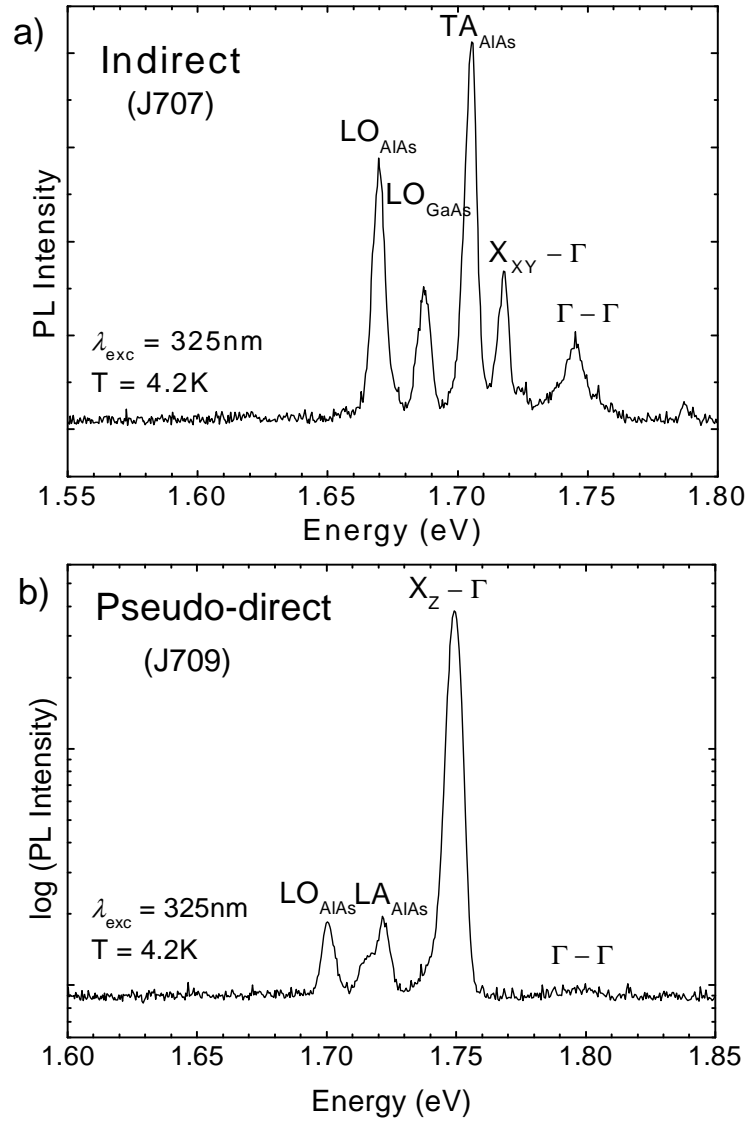 a)
Indirect
(J707)
TA_AlAs
LO_AlAs
LO_GaAs
X_XY – Γ
Γ – Γ
PL Intensity
λ_exc = 325nm
T = 4.2K
1.55 1.60 1.65 1.70 1.75 1.80
Energy (eV)
b)
Pseudo-direct
(J709)
X_Z – Γ
log (PL Intensity)
LO_AlAs LA_AlAs
Γ – Γ
λ_exc = 325nm
T = 4.2K
1.60 1.65 1.70 1.75 1.80 1.85
Energy (eV)